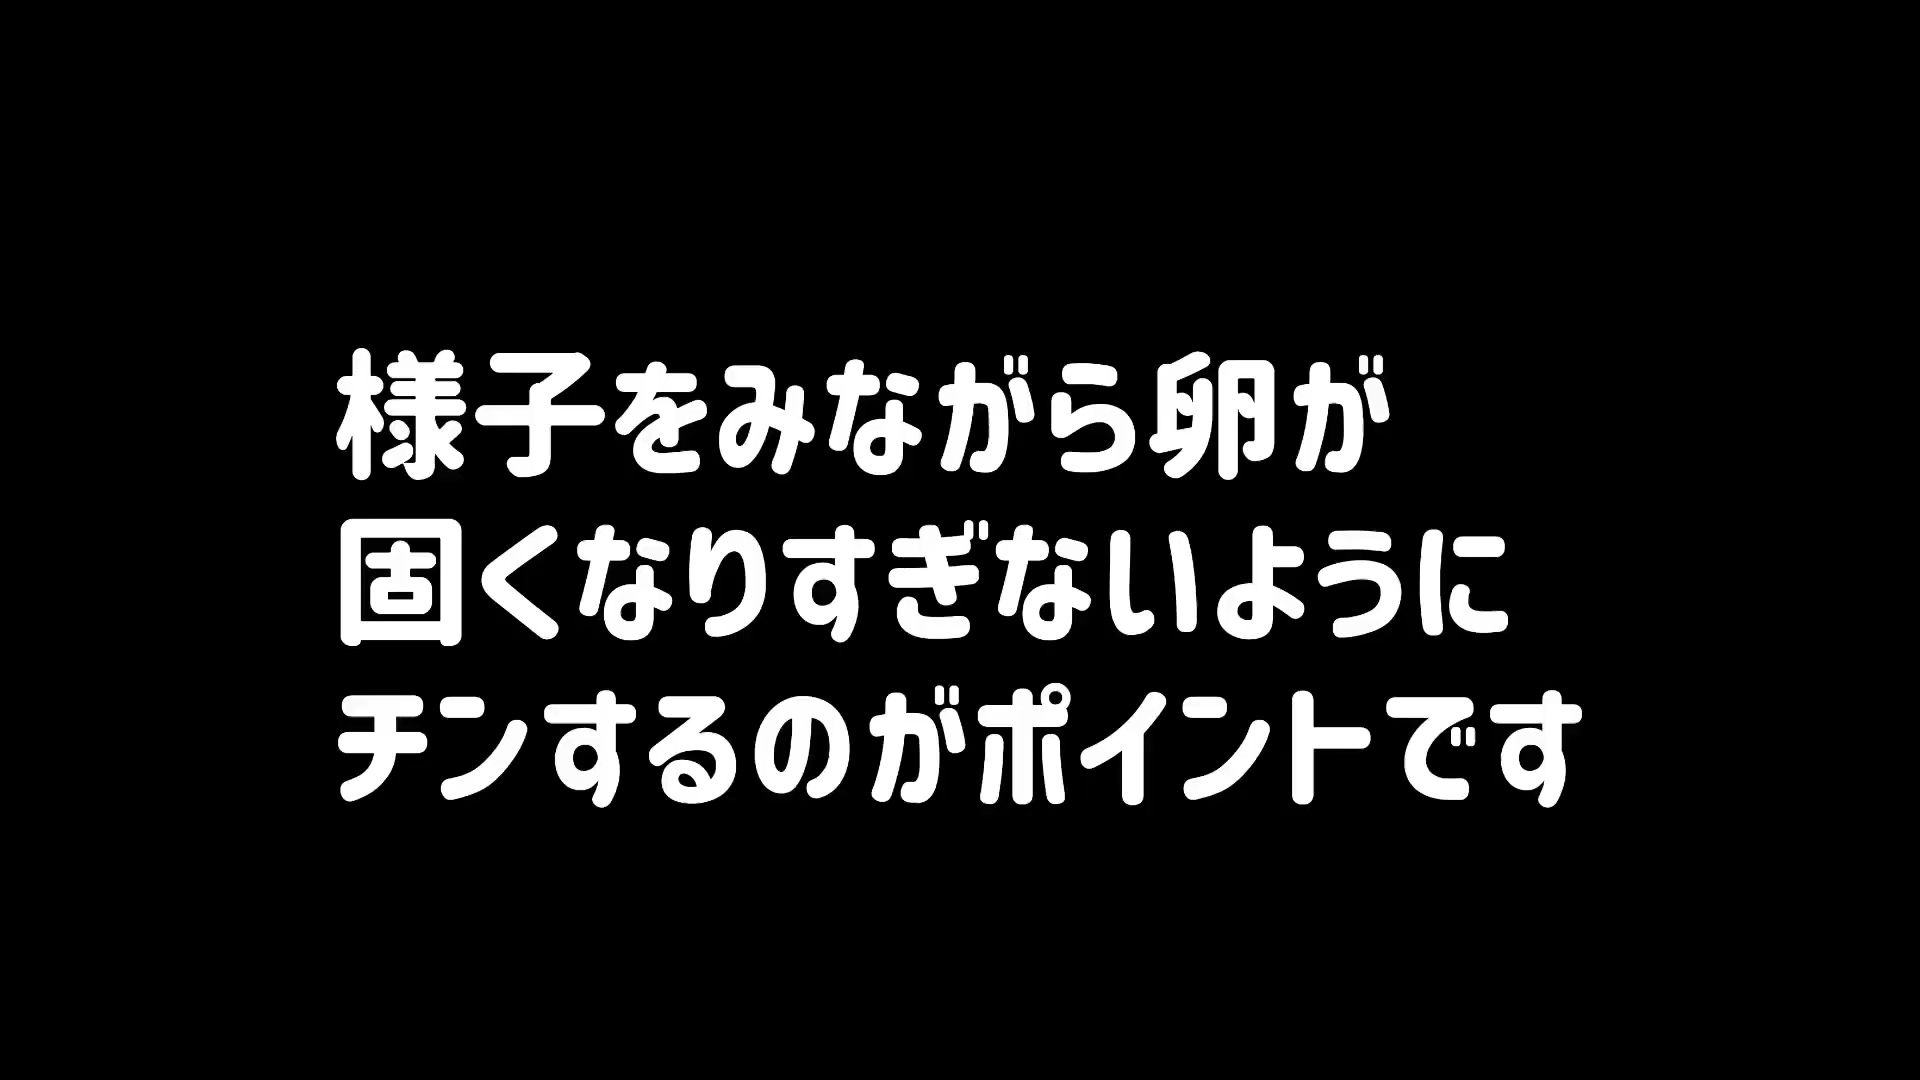 様子をみながら卵が
固くなりすぎないように
チンするのがポイントです